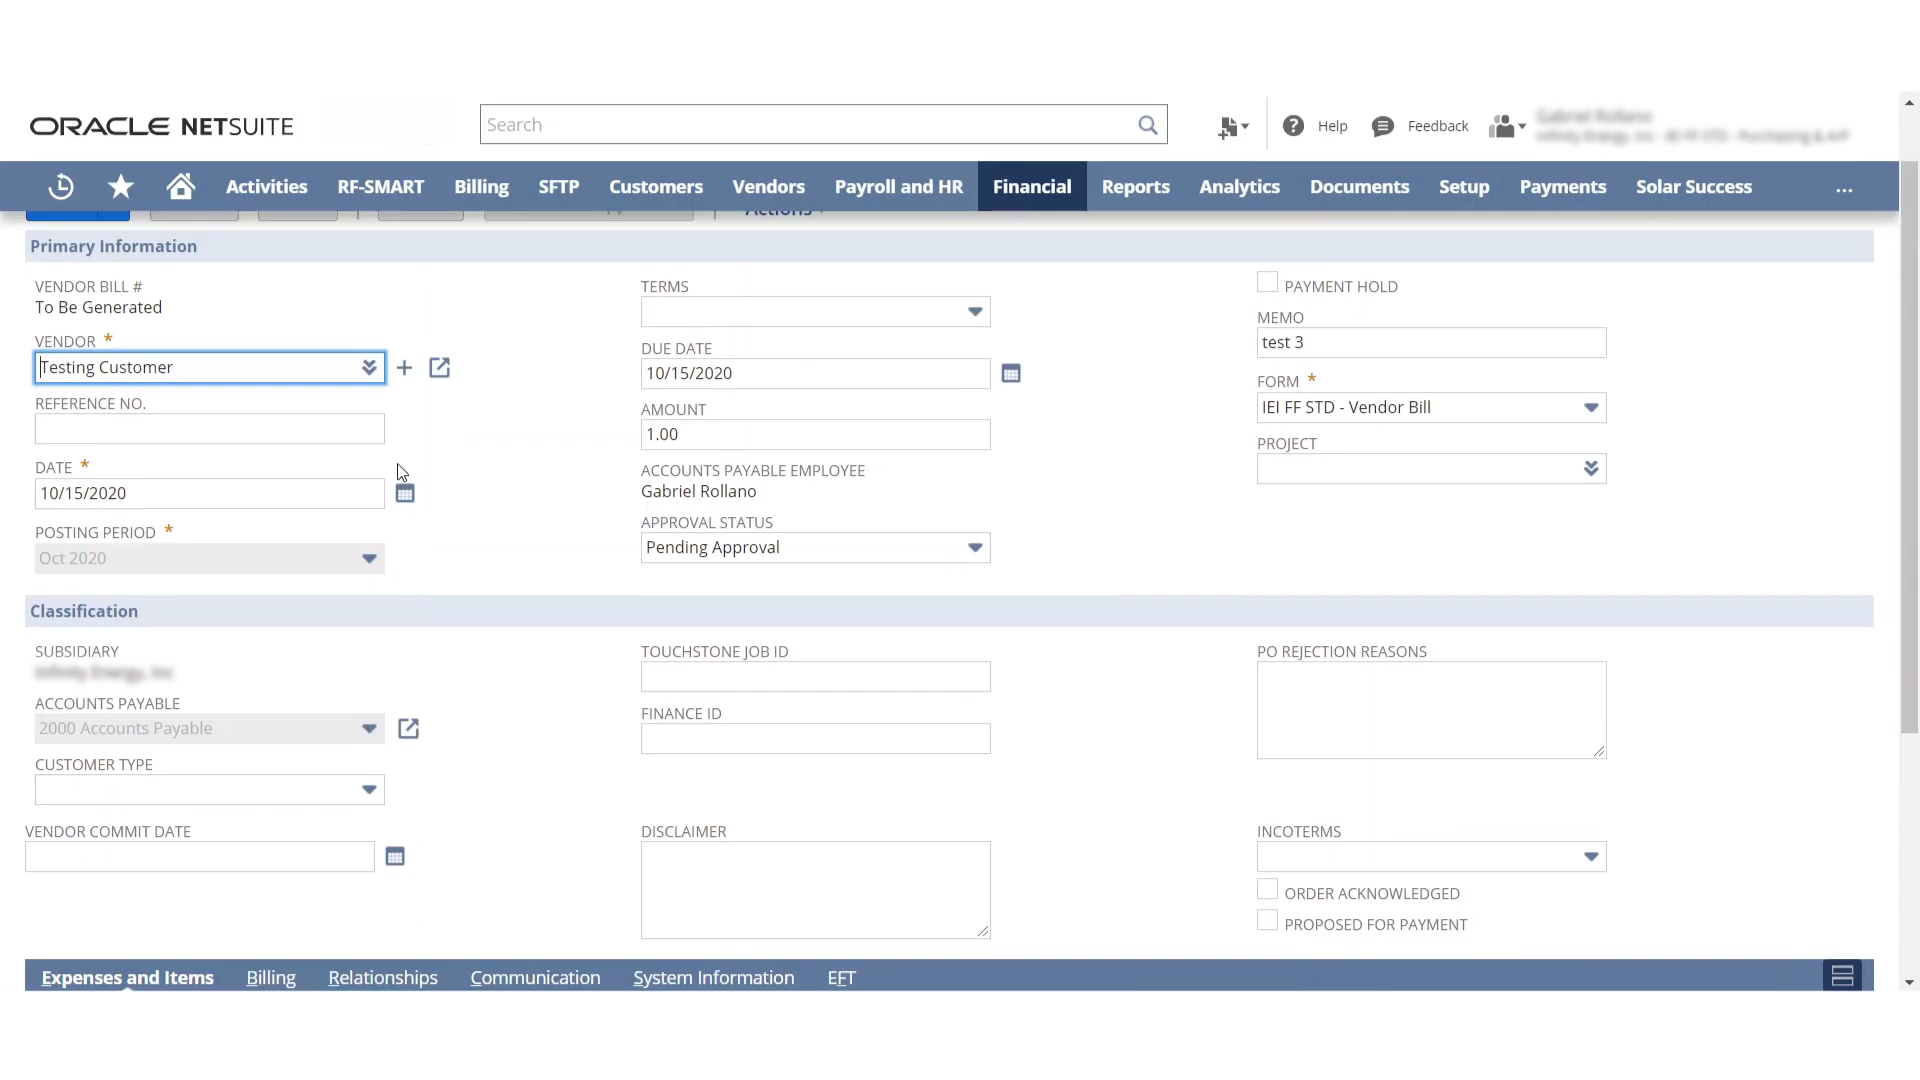 ORACLE NETSUITE
Search
Help
Feedback
Activities
RF-SMART
Billing
SFTP
Customers
Vendors
Payroll and HR
Financial
Reports
Analytics
Documents
Setup
Payments
Solar Success
...
Actions
Primary Information
VENDOR BILL #
To Be Generated
VENDOR *
Testing Customer
REFERENCE NO.
DATE *
10/15/2020
POSTING PERIOD *
Oct 2020
TERMS
DUE DATE
10/15/2020
AMOUNT
1.00
ACCOUNTS PAYABLE EMPLOYEE
Gabriel Rollano
APPROVAL STATUS
Pending Approval
PAYMENT HOLD
MEMO
test 3
FORM *
IEI FF STD - Vendor Bill
PROJECT
Classification
SUBSIDIARY
ACCOUNTS PAYABLE
2000 Accounts Payable
CUSTOMER TYPE
VENDOR COMMIT DATE
TOUCHSTONE JOB ID
FINANCE ID
DISCLAIMER
PO REJECTION REASONS
INCOTERMS
ORDER ACKNOWLEDGED
PROPOSED FOR PAYMENT
Expenses and Items
Billing
Relationships
Communication
System Information
EFT